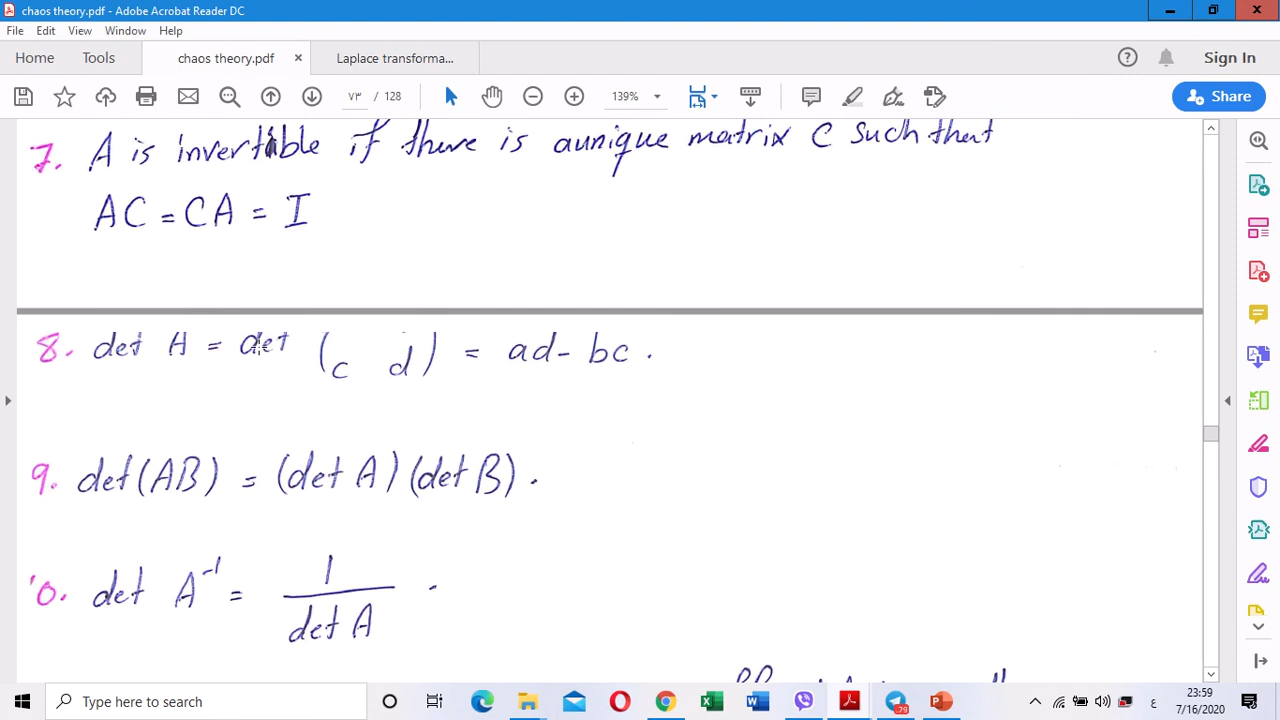 chaos theory.pdf - Adobe Acrobat Reader DC
File Edit View Window Help
Home Tools chaos theory.pdf × Laplace transforma... Sign In
٧٣ / 128 139% Share
7. A is invertible if there is aunique matrix C such that
AC = CA = I
8. det A = det ( c d ) = ad - bc .
9. det(AB) = (det A)(det B) .
10. det A⁻¹ = 1 / det A .
Type here to search
79
ع
23:59
7/16/2020